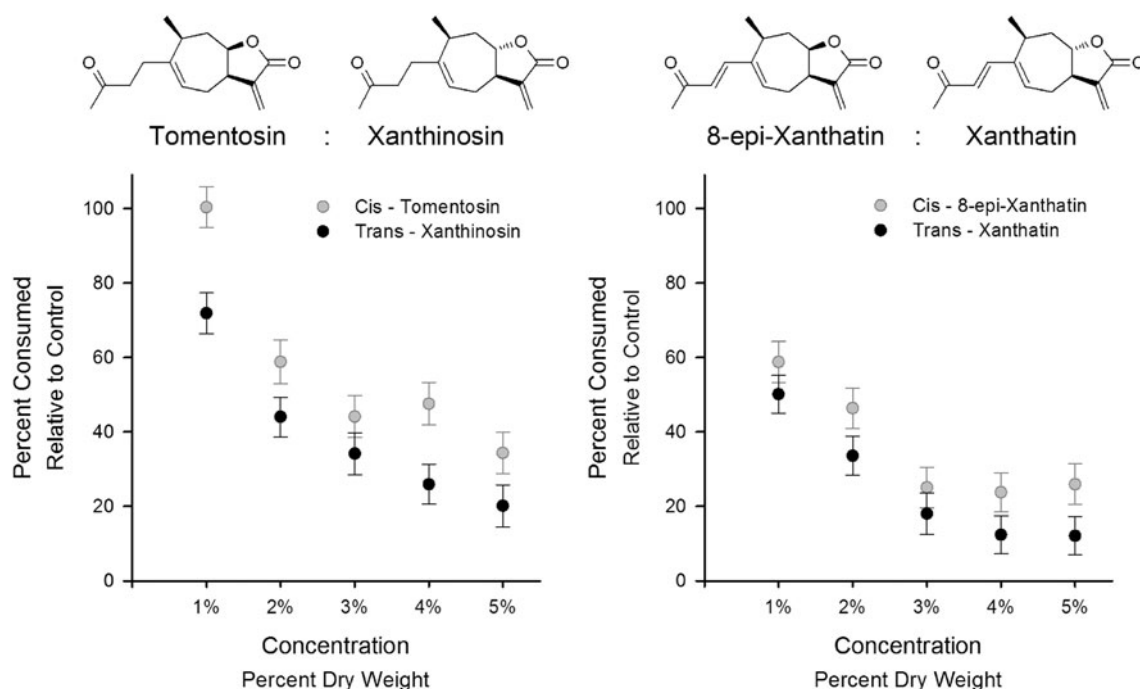 O
O
O
O
O
O
O
O
O
O
O
O
Tomentosin : Xanthinosin
8-epi-Xanthatin : Xanthatin
Percent Consumed
Relative to Control
100
80
60
40
20
0
Cis - Tomentosin
Trans - Xanthinosin
1% 2% 3% 4% 5%
Concentration
Percent Dry Weight
Percent Consumed
Relative to Control
100
80
60
40
20
0
Cis - 8-epi-Xanthatin
Trans - Xanthatin
1% 2% 3% 4% 5%
Concentration
Percent Dry Weight